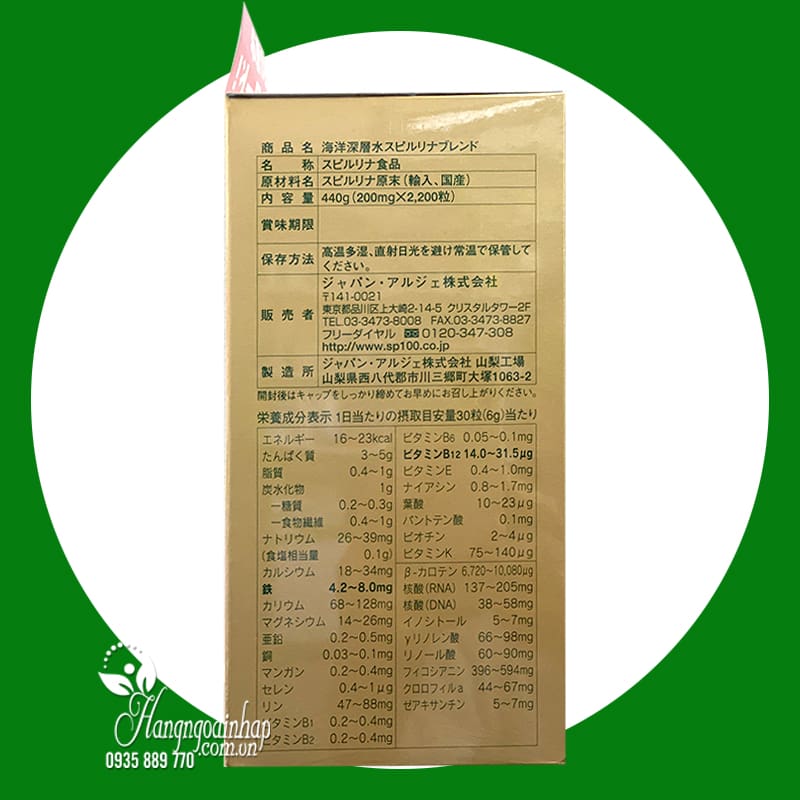 商品名 海洋深層水スピルリナブレンド
名称 スピルリナ食品
原材料名 スピルリナ原末(輸入、国産)
内容量 440g(200mg×2,200粒)
賞味期限
保存方法 高温多湿、直射日光を避け常温で保管して
ください。
販売者 ジャパン・アルジェ株式会社
〒141-0021
東京都品川区上大崎2-14-5 クリスタルタワー2F
TEL.03-3473-8008 FAX.03-3473-8827
フリーダイヤル 0120-347-308
http://www.sp100.co.jp
製造所 ジャパン・アルジェ株式会社 山梨工場
山梨県西八代郡市川三郷町大塚1063-2
開封後はキャップをしっかり締めてお早めにお召し上がりください。
栄養成分表示 1日当たりの摂取目安量30粒(6g)当たり
エネルギー 16~23kcal
たんぱく質 3~5g
脂質 0.4~1g
炭水化物 1g
―糖質 0.2~0.3g
―食物繊維 0.4~1g
ナトリウム 26~39mg
(食塩相当量 0.1g)
カルシウム 18~34mg
鉄 4.2~8.0mg
カリウム 68~128mg
マグネシウム 14~26mg
亜鉛 0.2~0.5mg
銅 0.03~0.1mg
マンガン 0.2~0.4mg
セレン 0.4~1μg
リン 47~88mg
ビタミンB1 0.2~0.4mg
ビタミンB2 0.2~0.4mg
ビタミンB6 0.05~0.1mg
ビタミンB12 14.0~31.5μg
ビタミンE 0.4~1.0mg
ナイアシン 0.8~1.7mg
葉酸 10~23μg
パントテン酸 0.1mg
ビオチン 2~4μg
ビタミンK 75~140μg
β-カロテン 6,720~10,080μg
核酸(RNA) 137~205mg
核酸(DNA) 38~58mg
イノシトール 5~7mg
γリノレン酸 66~98mg
リノール酸 60~90mg
フィコシアニン 396~594mg
クロロフィルa 44~67mg
ゼアキサンチン 5~7mg
Hangngoainhap
.com.vn
0935 889 770